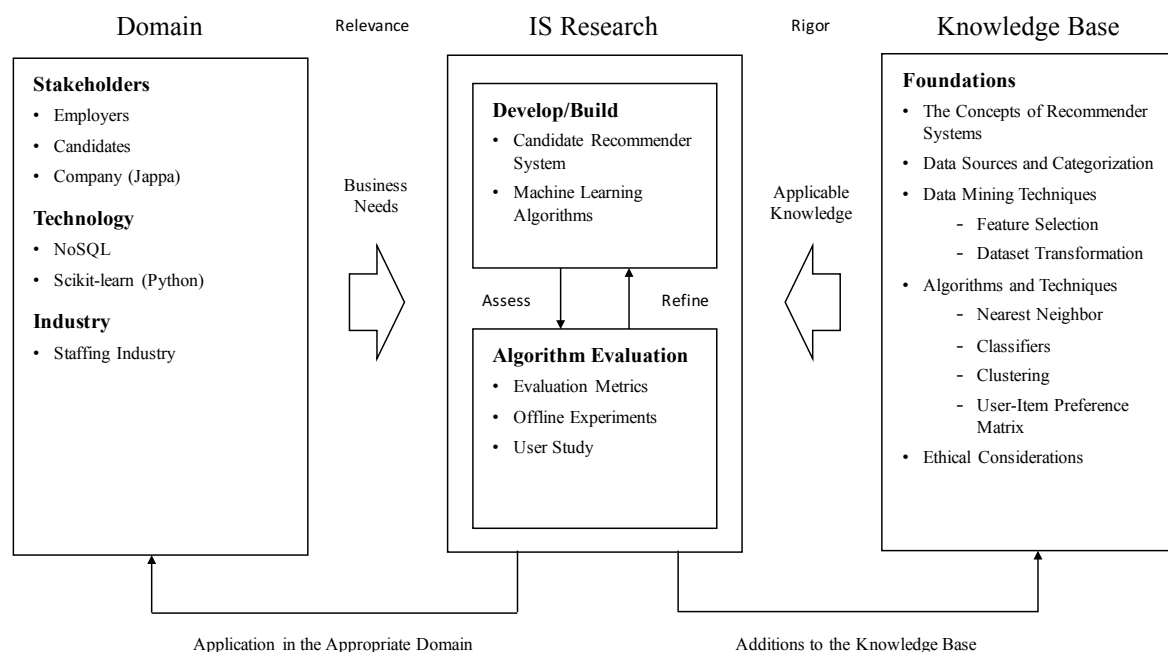 Domain
Relevance
IS Research
Rigor
Knowledge Base
Stakeholders
• Employers
• Candidates
• Company (Jappa)
Technology
• NoSQL
• Scikit-learn (Python)
Industry
• Staffing Industry
Business
Needs
Develop/Build
• Candidate Recommender
System
• Machine Learning
Algorithms
Assess
Refine
Algorithm Evaluation
• Evaluation Metrics
• Offline Experiments
• User Study
Applicable
Knowledge
Foundations
• The Concepts of Recommender
Systems
• Data Sources and Categorization
• Data Mining Techniques
- Feature Selection
- Dataset Transformation
• Algorithms and Techniques
- Nearest Neighbor
- Classifiers
- Clustering
- User-Item Preference
Matrix
• Ethical Considerations
Application in the Appropriate Domain
Additions to the Knowledge Base